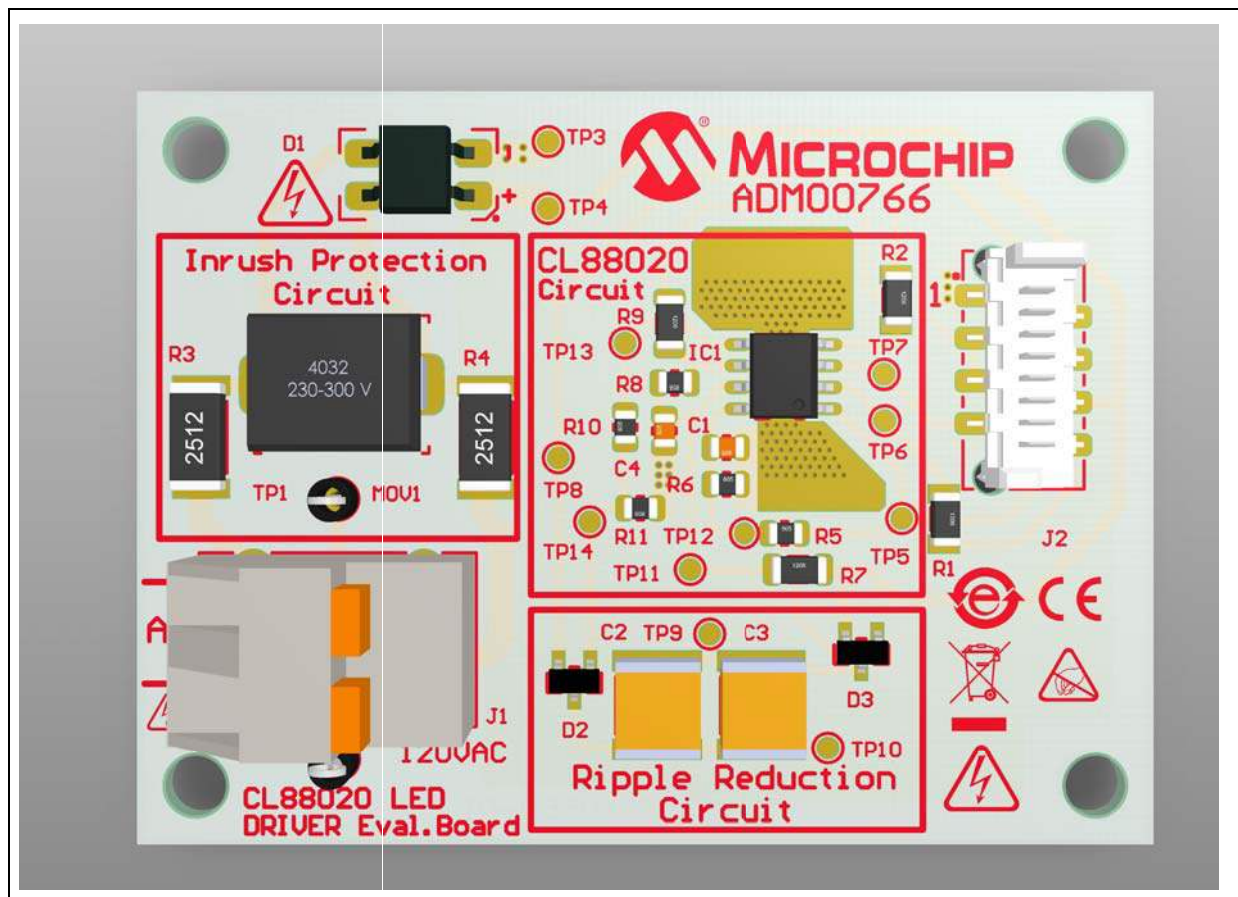 D1
TP3
+
TP4
®
MICROCHIP
ADM00766
Inrush Protection
Circuit
R3
4032
230-300 V
R4
2512
2512
TP1
MOV1
CL88020
Circuit
R2
R9
TP13
IC1
TP7
R8
R10
C1
TP6
C4
TP8
R6
TP14
R11
TP12
R5
TP5
TP11
R7
1
R1
J2
e
CE
A
J1
120VAC
CL88020 LED
DRIVER Eval.Board
C2
TP9
C3
D2
D3
TP10
Ripple Reduction
Circuit